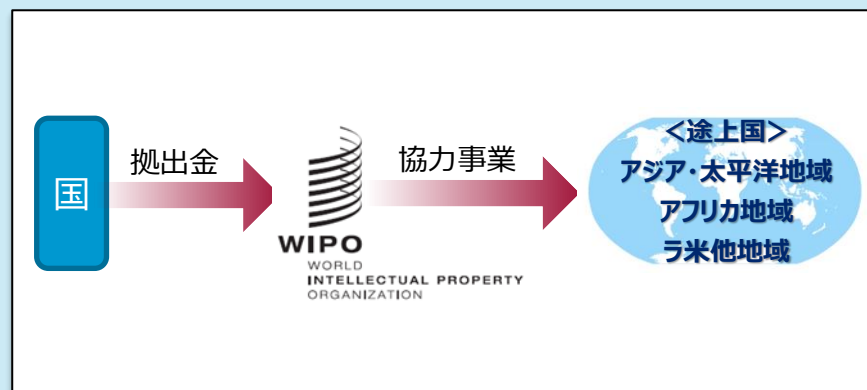 国
拠出金
WIPO
WORLD
INTELLECTUAL PROPERTY
ORGANIZATION
協力事業
＜途上国＞
アジア・太平洋地域
アフリカ地域
ラ米他地域